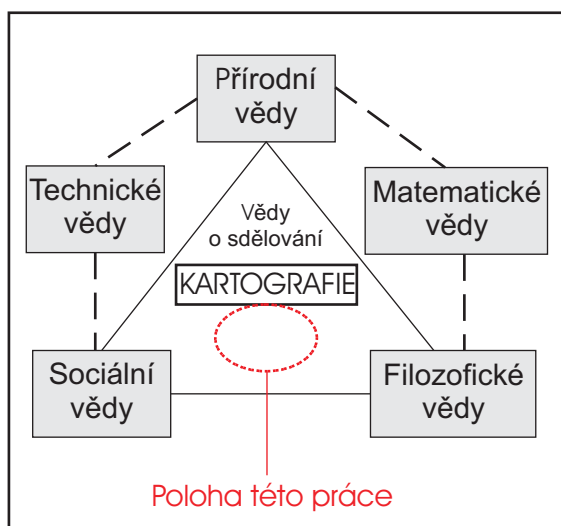 Přírodní
vědy
Technické
vědy
Matematické
vědy
Vědy
o sdělování
KARTOGRAFIE
Sociální
vědy
Filozofické
vědy
Poloha této práce